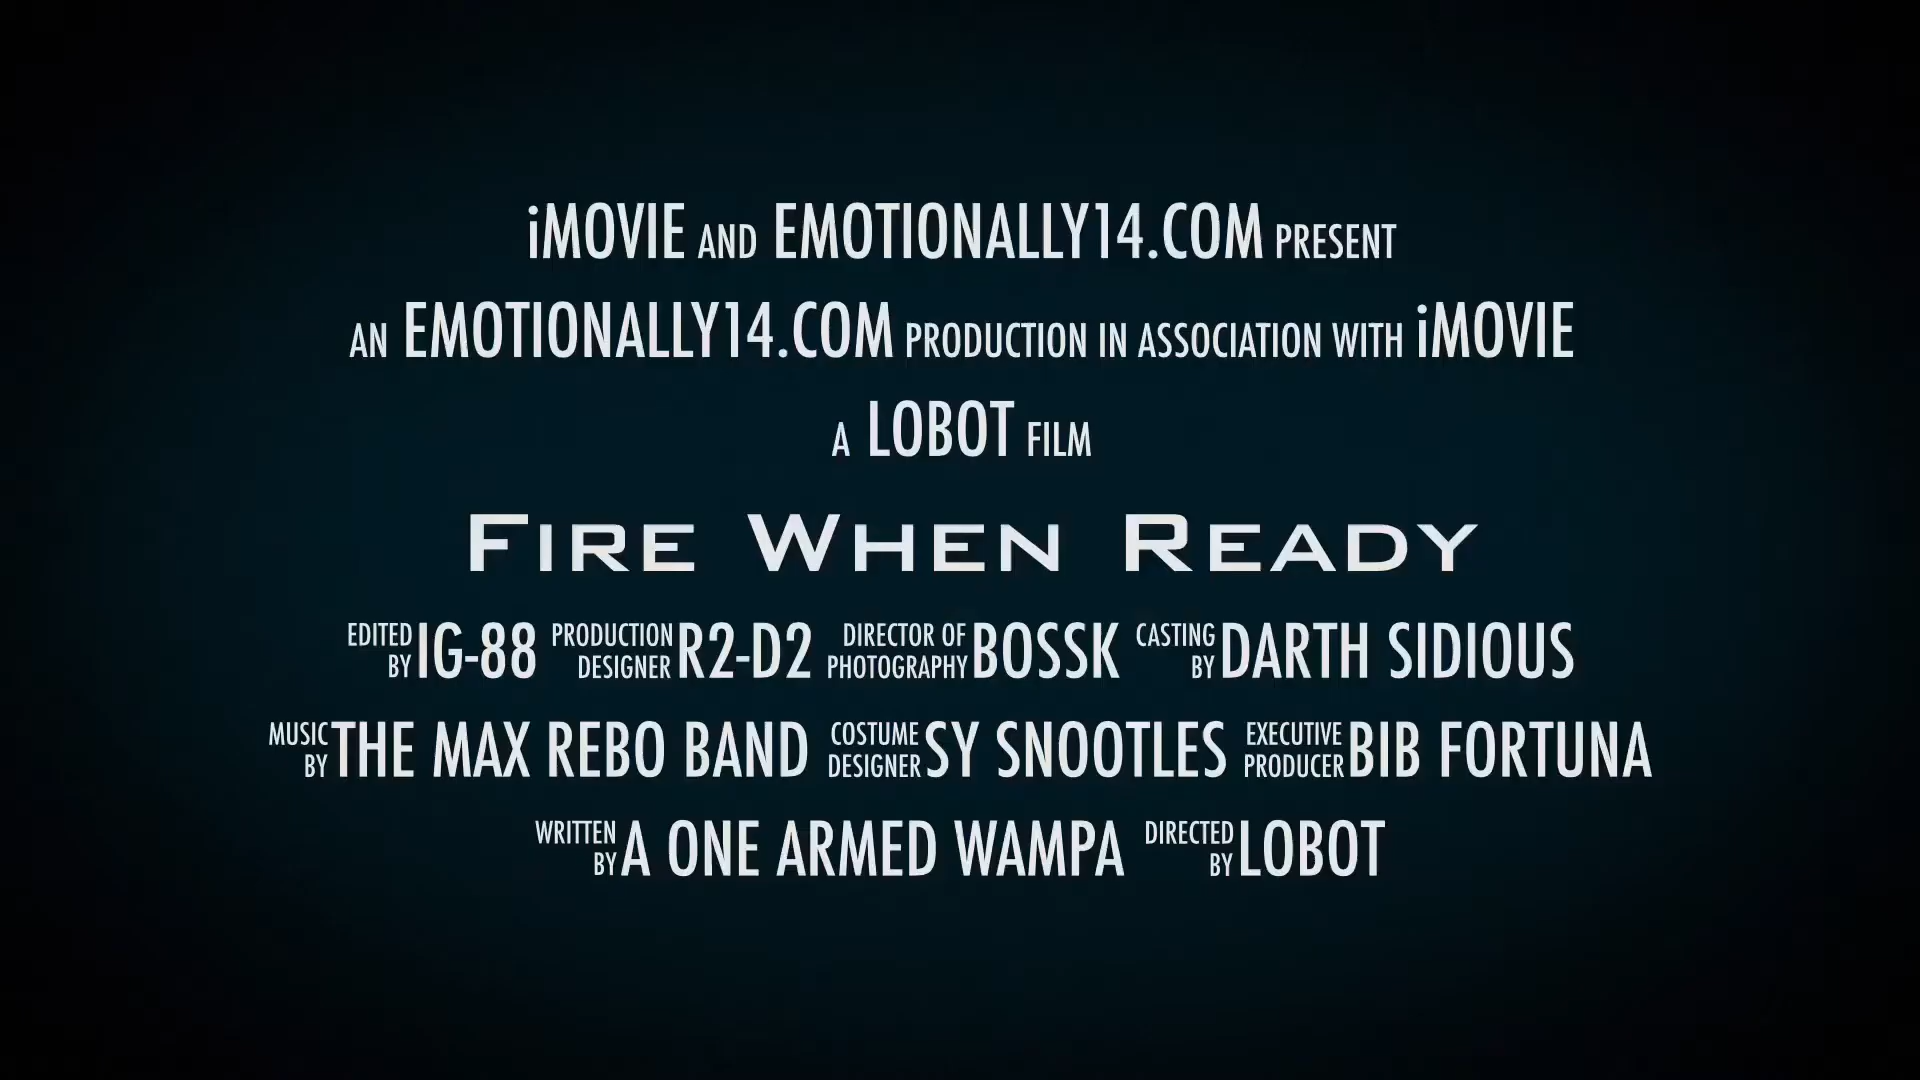 iMOVIE AND EMOTIONALLY14.COM PRESENT
AN EMOTIONALLY14.COM PRODUCTION IN ASSOCIATION WITH iMOVIE
A LOBOT FILM
FIRE WHEN READY
EDITED BY IG-88 PRODUCTION DESIGNER R2-D2 DIRECTOR OF PHOTOGRAPHY BOSSK CASTING BY DARTH SIDIOUS
MUSIC BY THE MAX REBO BAND COSTUME DESIGNER SY SNOOTLES EXECUTIVE PRODUCER BIB FORTUNA
WRITTEN BY A ONE ARMED WAMPA DIRECTED BY LOBOT